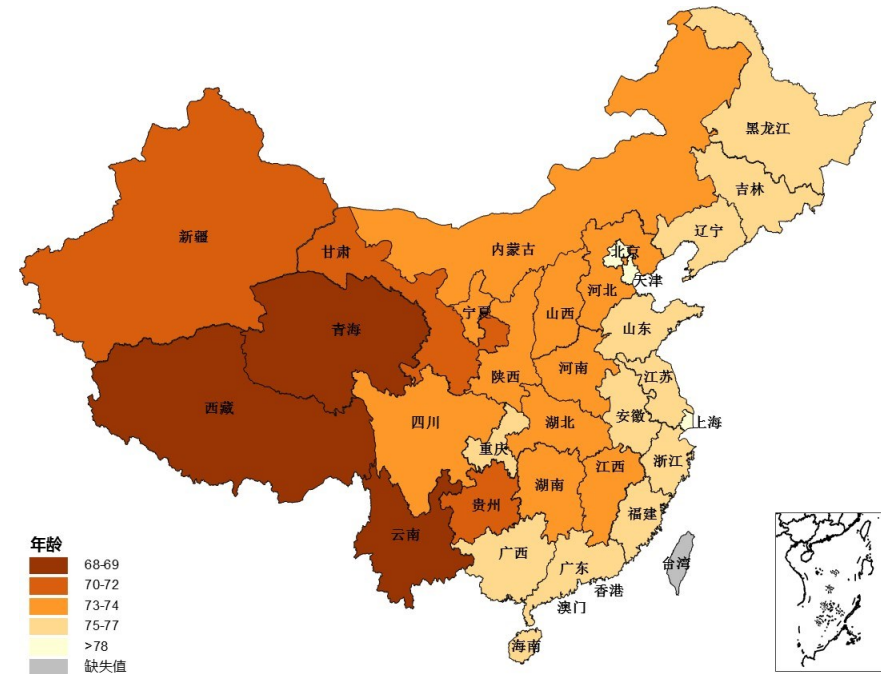 黑龙江
吉林
辽宁
新疆
甘肃
内蒙古
北京
天津
河北
宁夏
山西
山东
青海
陕西
河南
江苏
西藏
四川
湖北
安徽
上海
重庆
浙江
江西
湖南
贵州
福建
云南
广西
广东
台湾
香港
澳门
海南
年龄
68-69
70-72
73-74
75-77
>78
缺失值